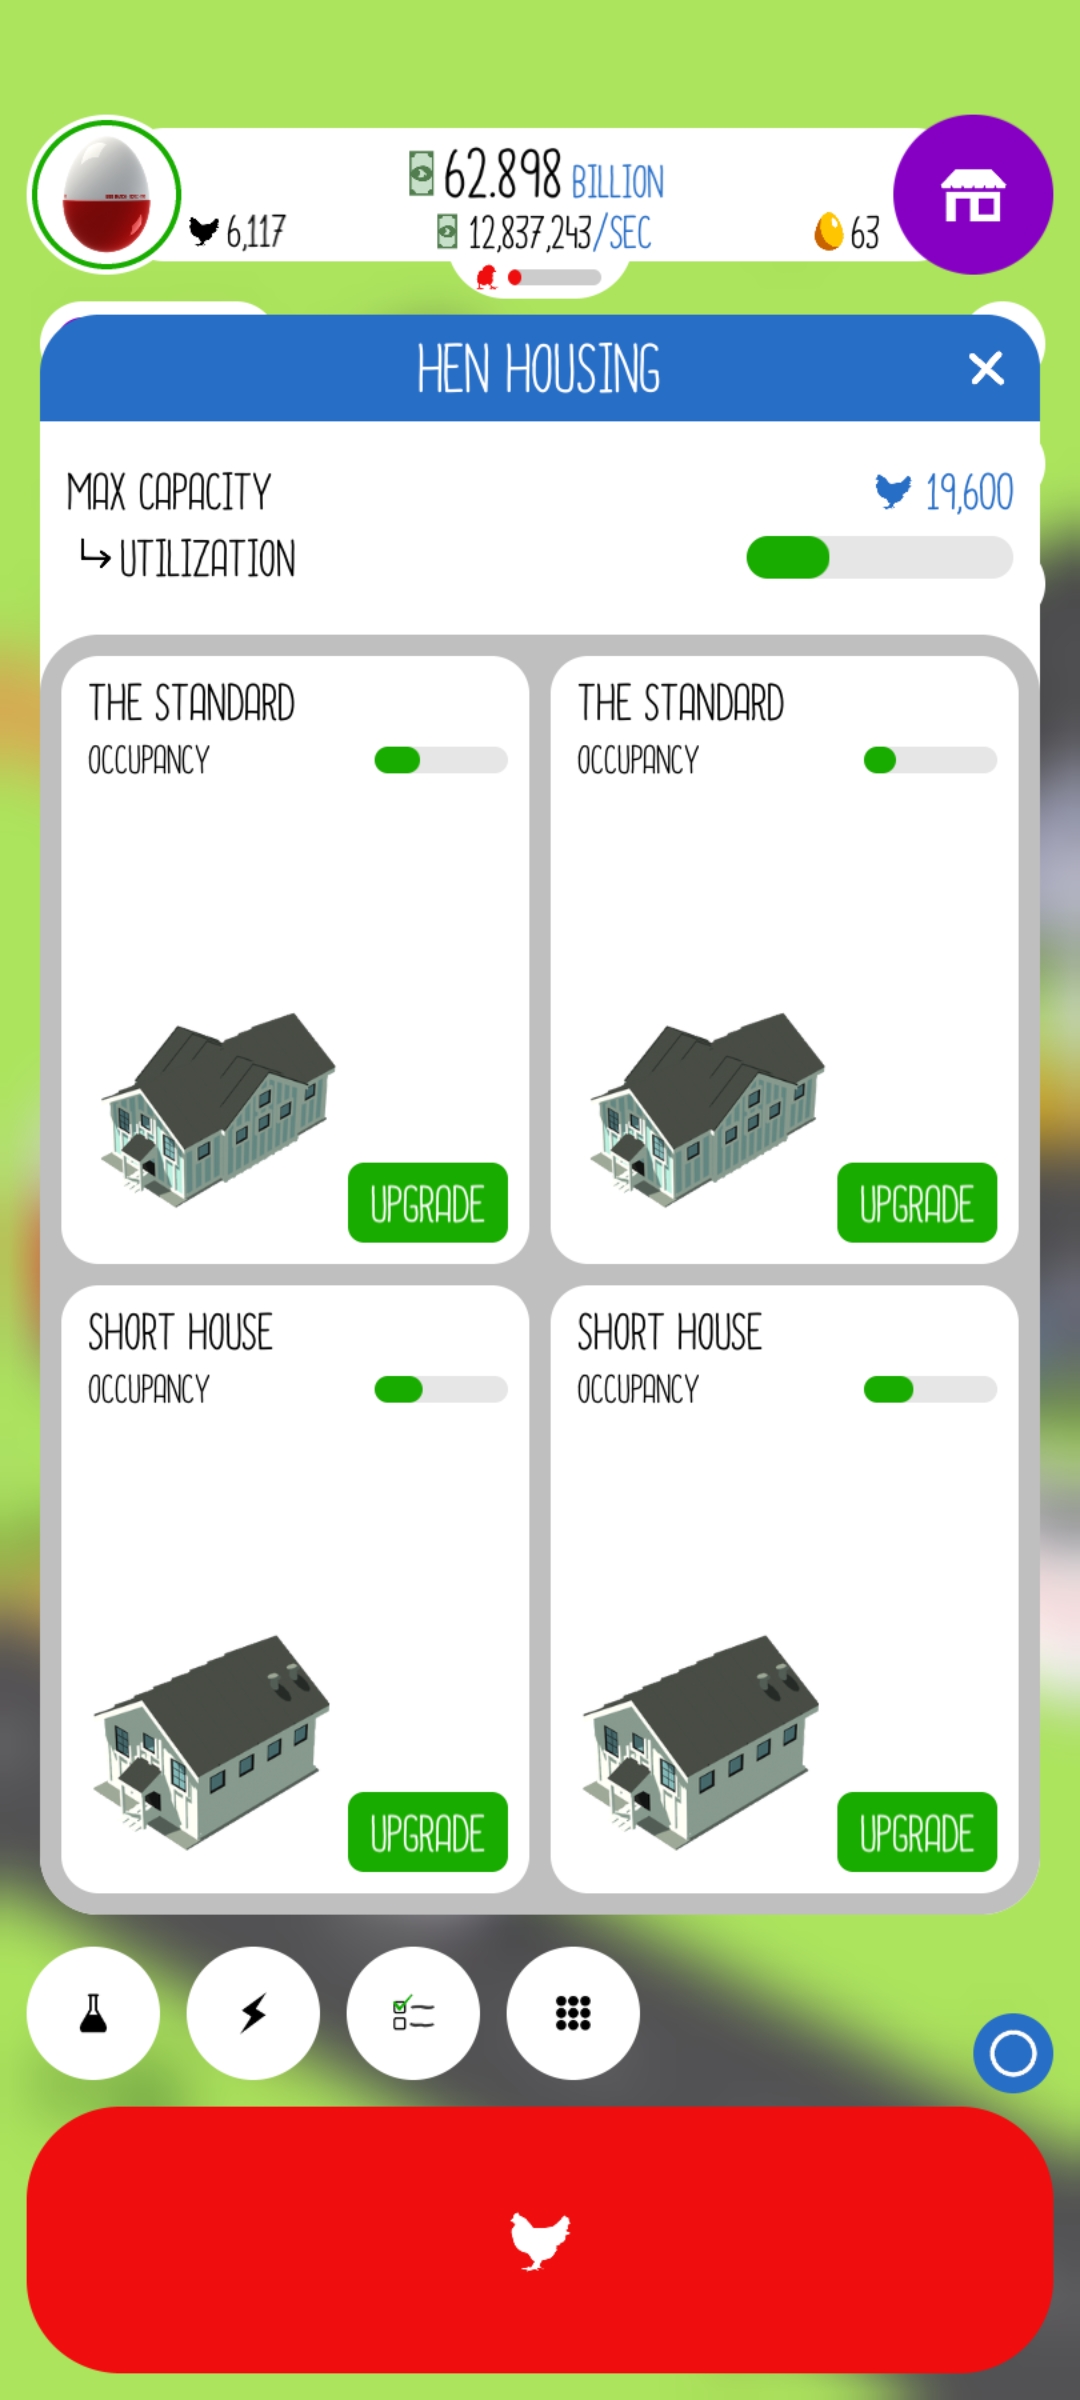 62.898 BILLION
6,117
12,837,243/SEC
63
HEN HOUSING
MAX CAPACITY
19,600
UTILIZATION
THE STANDARD
OCCUPANCY
UPGRADE
THE STANDARD
OCCUPANCY
UPGRADE
SHORT HOUSE
OCCUPANCY
UPGRADE
SHORT HOUSE
OCCUPANCY
UPGRADE